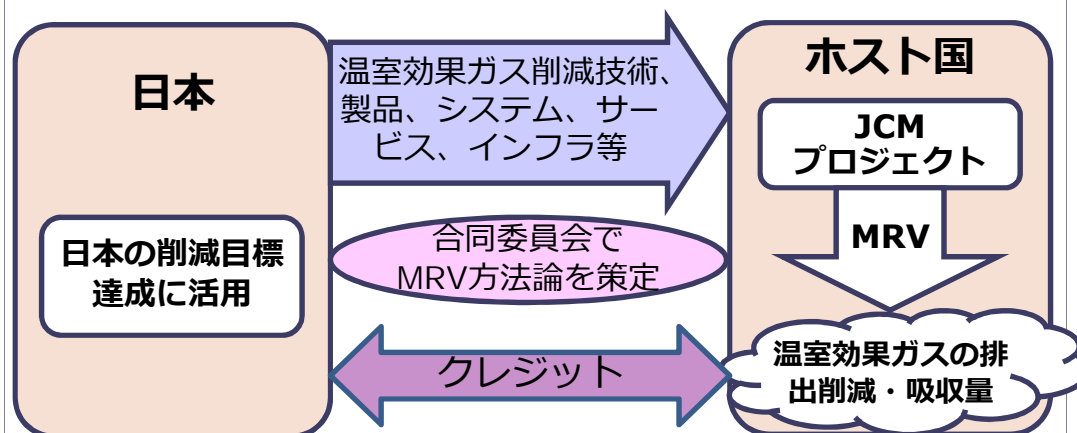 日本
温室効果ガス削減技術、
製品、システム、サー
ビス、インフラ等
ホスト国
JCM
プロジェクト
MRV
日本の削減目標
達成に活用
合同委員会で
MRV方法論を策定
クレジット
温室効果ガスの排
出削減・吸収量